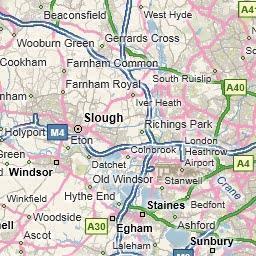 Beaconsfield
West Hyde
A41
Wooburn Green
Gerrards Cross
Cookham
Farnham Common
South Ruislip
Farnham Royal
A40
Iver Heath
Slough
Richings Park
Holyport
M4
Eton
Colnbrook
London
Heathrow
Airport
A4
Datchet
Windsor
Old Windsor
Stanwell
Crane
Winkfield
Hythe End
Staines
Bedfont
Woodside
A30
Egham
Ashford
Ascot
Laleham
Sunbury